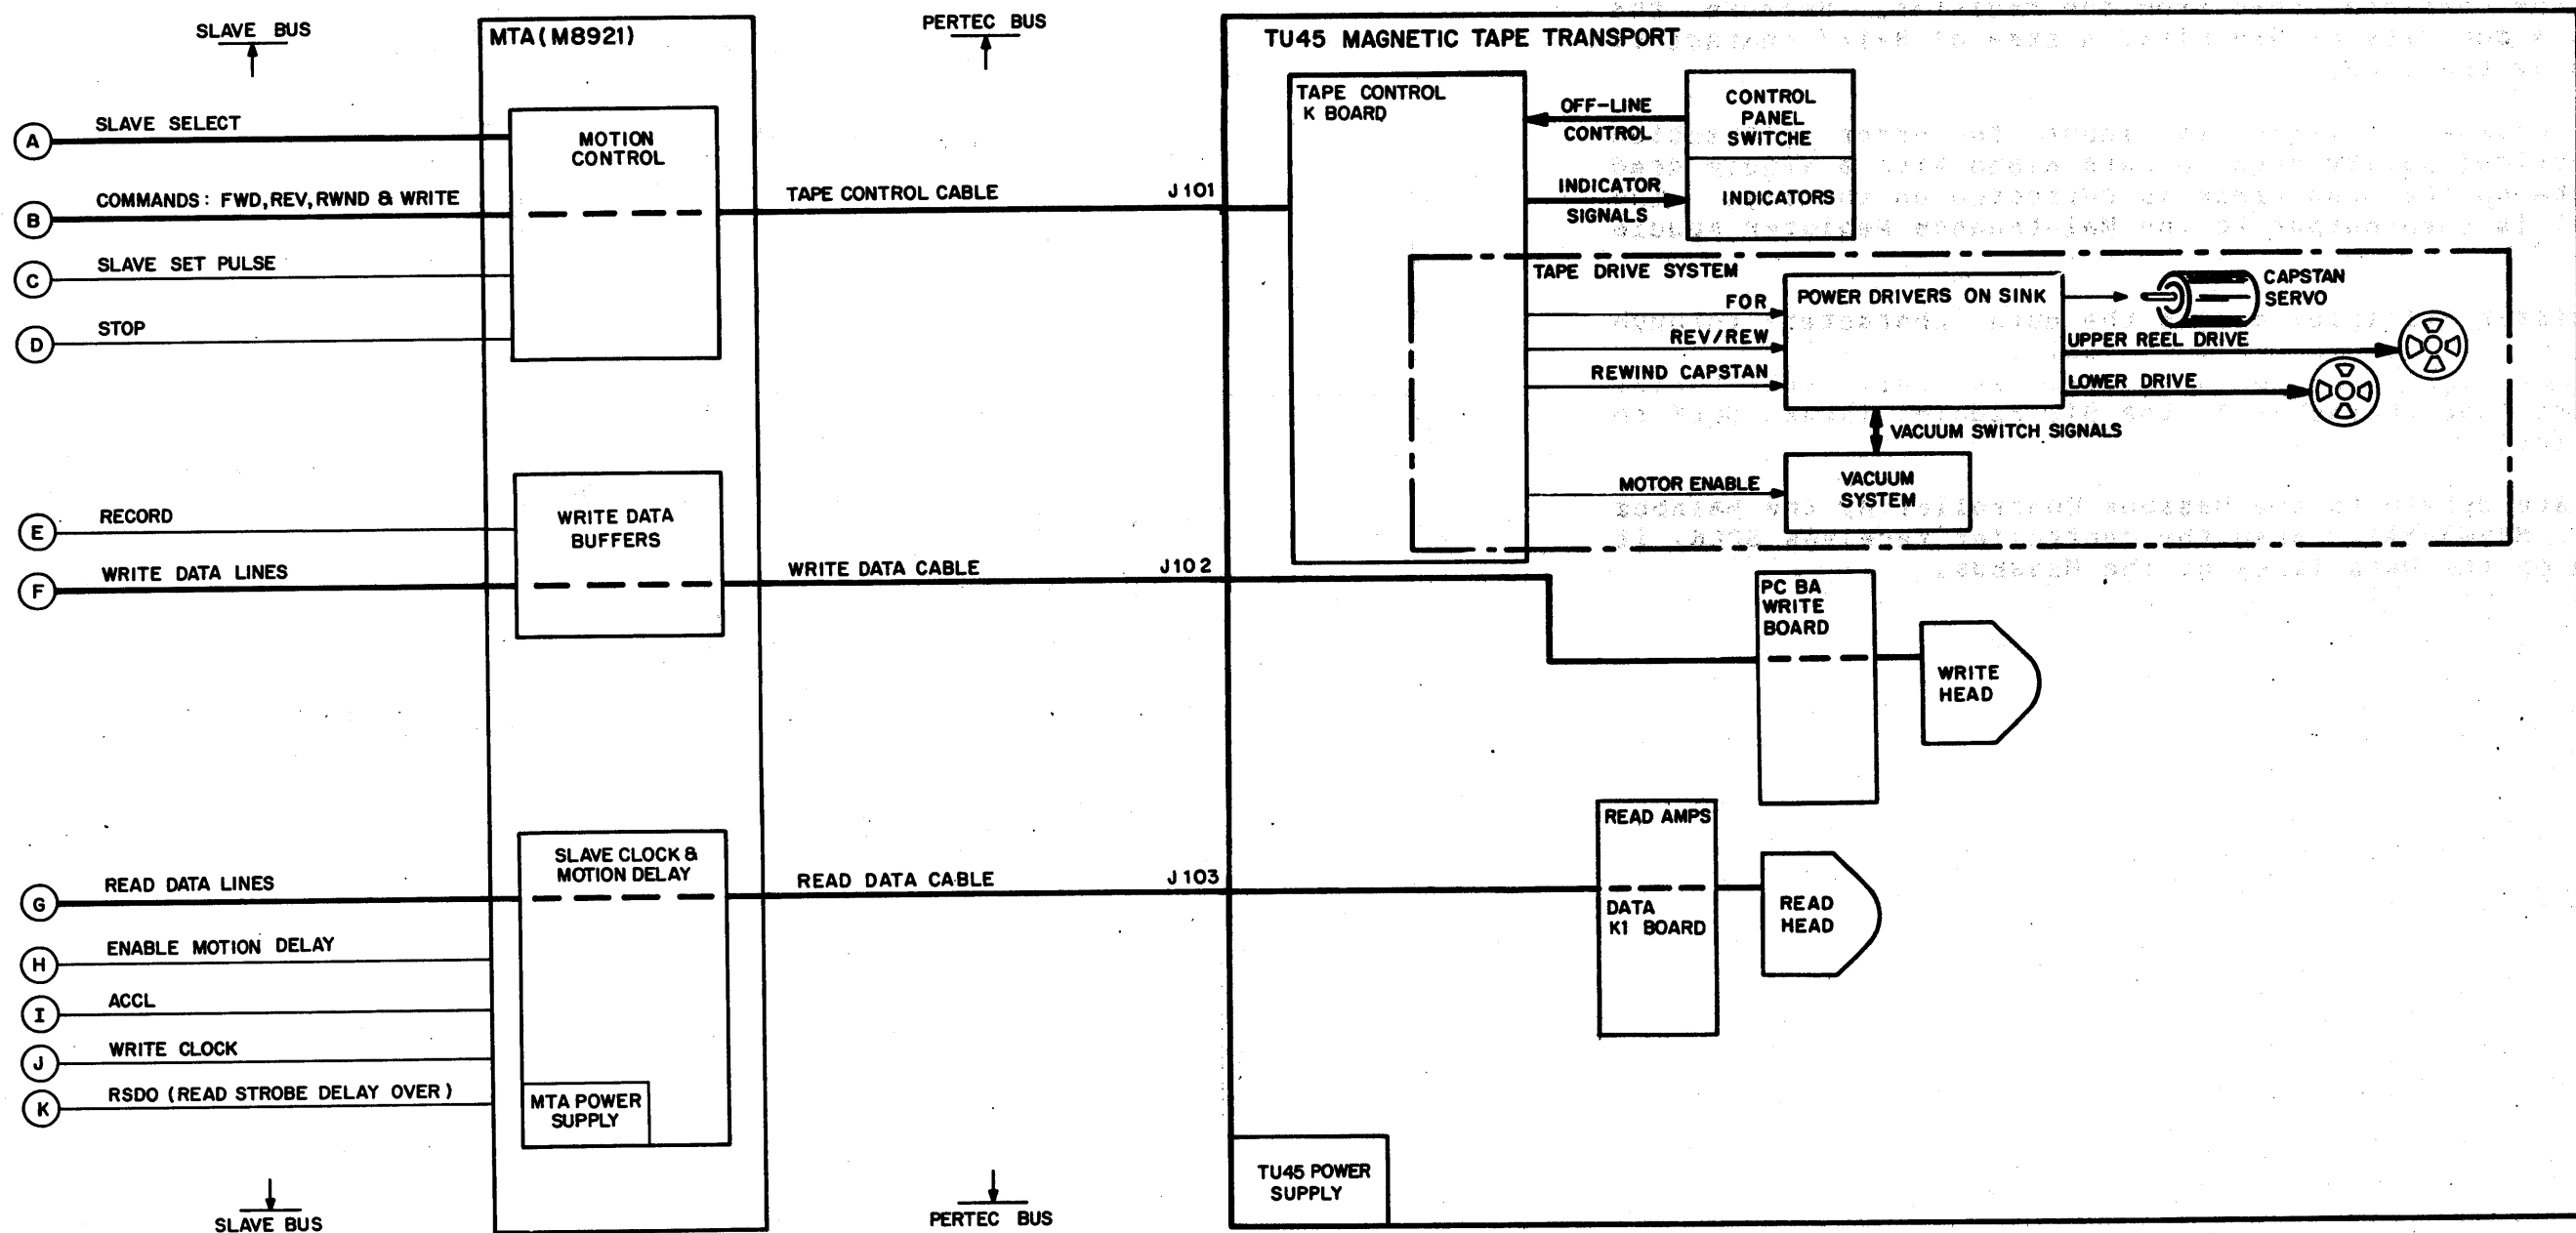 SLAVE BUS
PERTEC BUS
MTA (M8921)
TU45 MAGNETIC TAPE TRANSPORT
A
SLAVE SELECT
B
COMMANDS: FWD, REV, RWND & WRITE
C
SLAVE SET PULSE
D
STOP
MOTION
CONTROL
TAPE CONTROL CABLE
J101
TAPE CONTROL
K BOARD
OFF-LINE
CONTROL
CONTROL
PANEL
SWITCHE
INDICATOR
SIGNALS
INDICATORS
TAPE DRIVE SYSTEM
FOR
REV/REW
REWIND CAPSTAN
POWER DRIVERS ON SINK
CAPSTAN
SERVO
UPPER REEL DRIVE
LOWER DRIVE
VACUUM SWITCH SIGNALS
MOTOR ENABLE
VACUUM
SYSTEM
E
RECORD
F
WRITE DATA LINES
WRITE DATA
BUFFERS
WRITE DATA CABLE
J102
PC BA
WRITE
BOARD
WRITE
HEAD
G
READ DATA LINES
H
ENABLE MOTION DELAY
I
ACCL
J
WRITE CLOCK
K
RSDO (READ STROBE DELAY OVER)
SLAVE CLOCK &
MOTION DELAY
MTA POWER
SUPPLY
READ DATA CABLE
J103
READ AMPS
DATA
K1 BOARD
READ
HEAD
TU45 POWER
SUPPLY
SLAVE BUS
PERTEC BUS